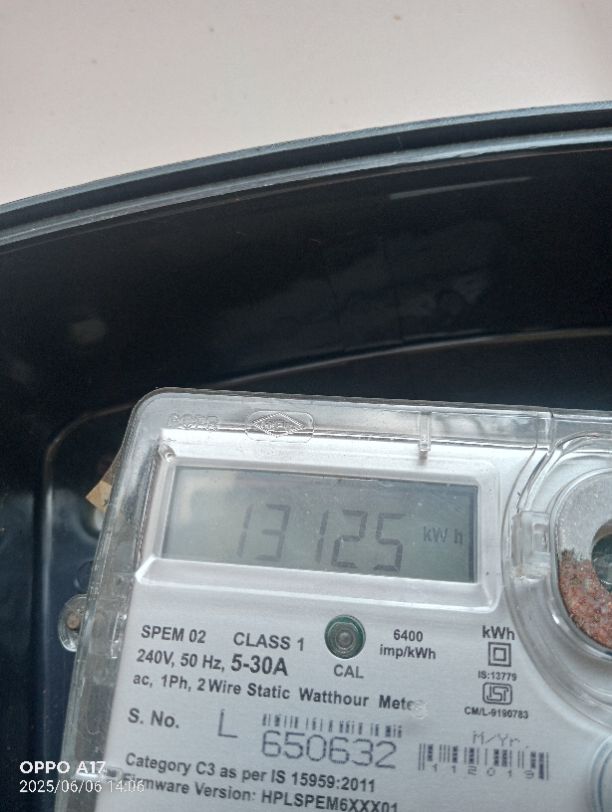 13125 kWh
SPEM 02 CLASS 1
240V, 50 Hz, 5-30A
ac, 1Ph, 2 Wire Static Watthour Meter
CAL
6400
imp/kWh
kWh
IS:13779
ISI
CM/L-9190783
S. No. L 650632
M/Yr.
112019
Category C3 as per IS 15959:2011
Firmware Version: HPLSPEM6XXX01
OPPO A17
2025/06/06 14:06